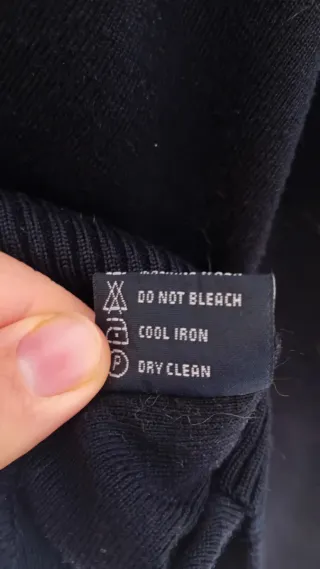 DO NOT BLEACH
COOL IRON
P DRY CLEAN